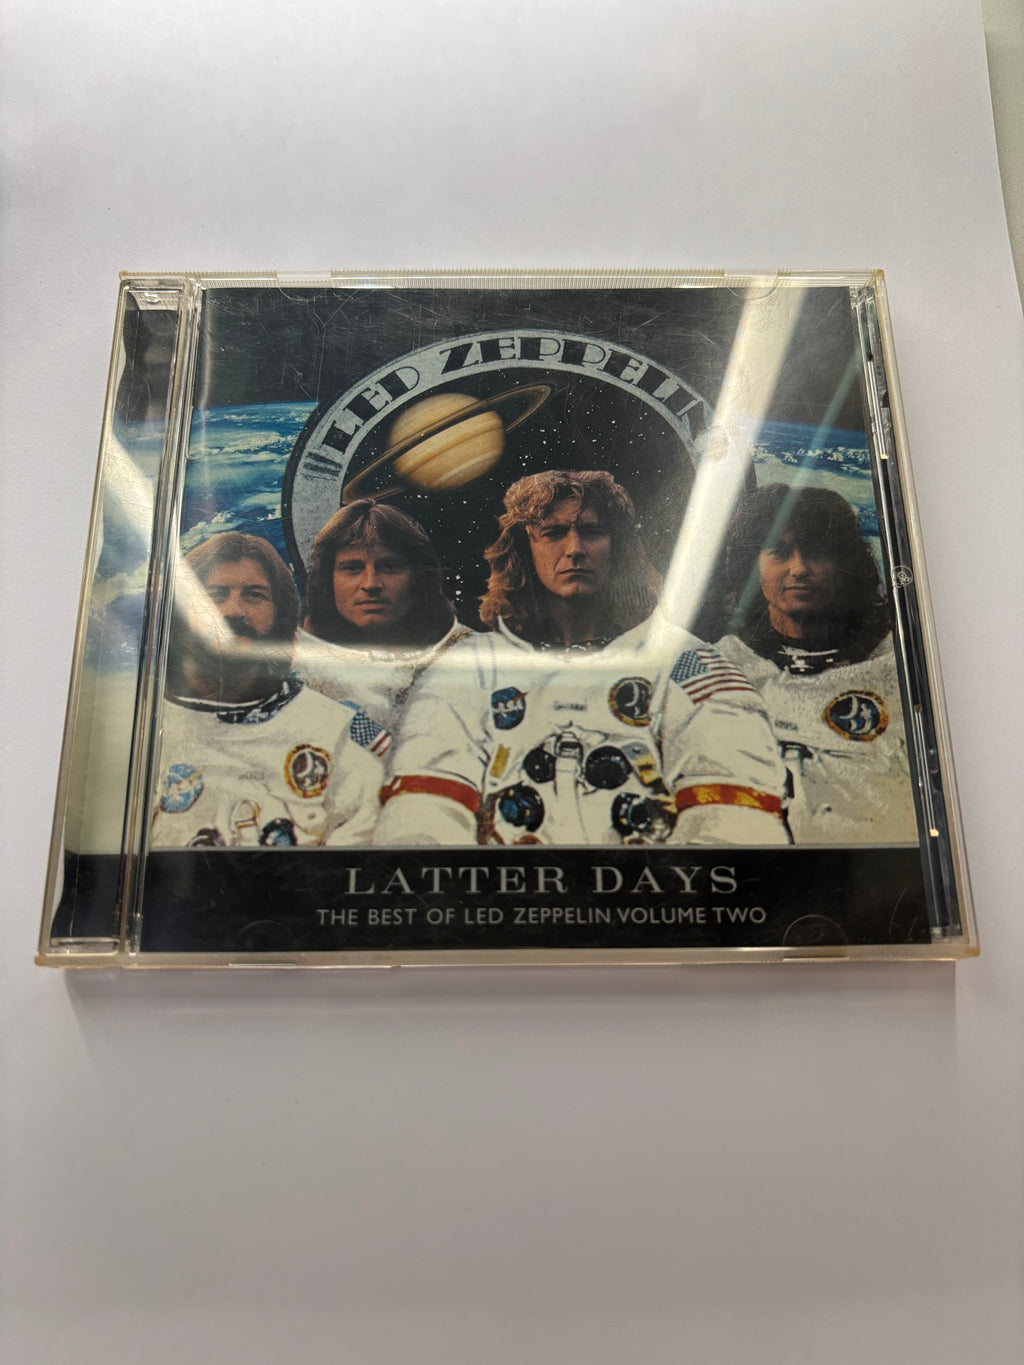 LED ZEPPELIN
LATTER DAYS
THE BEST OF LED ZEPPELIN VOLUME TWO